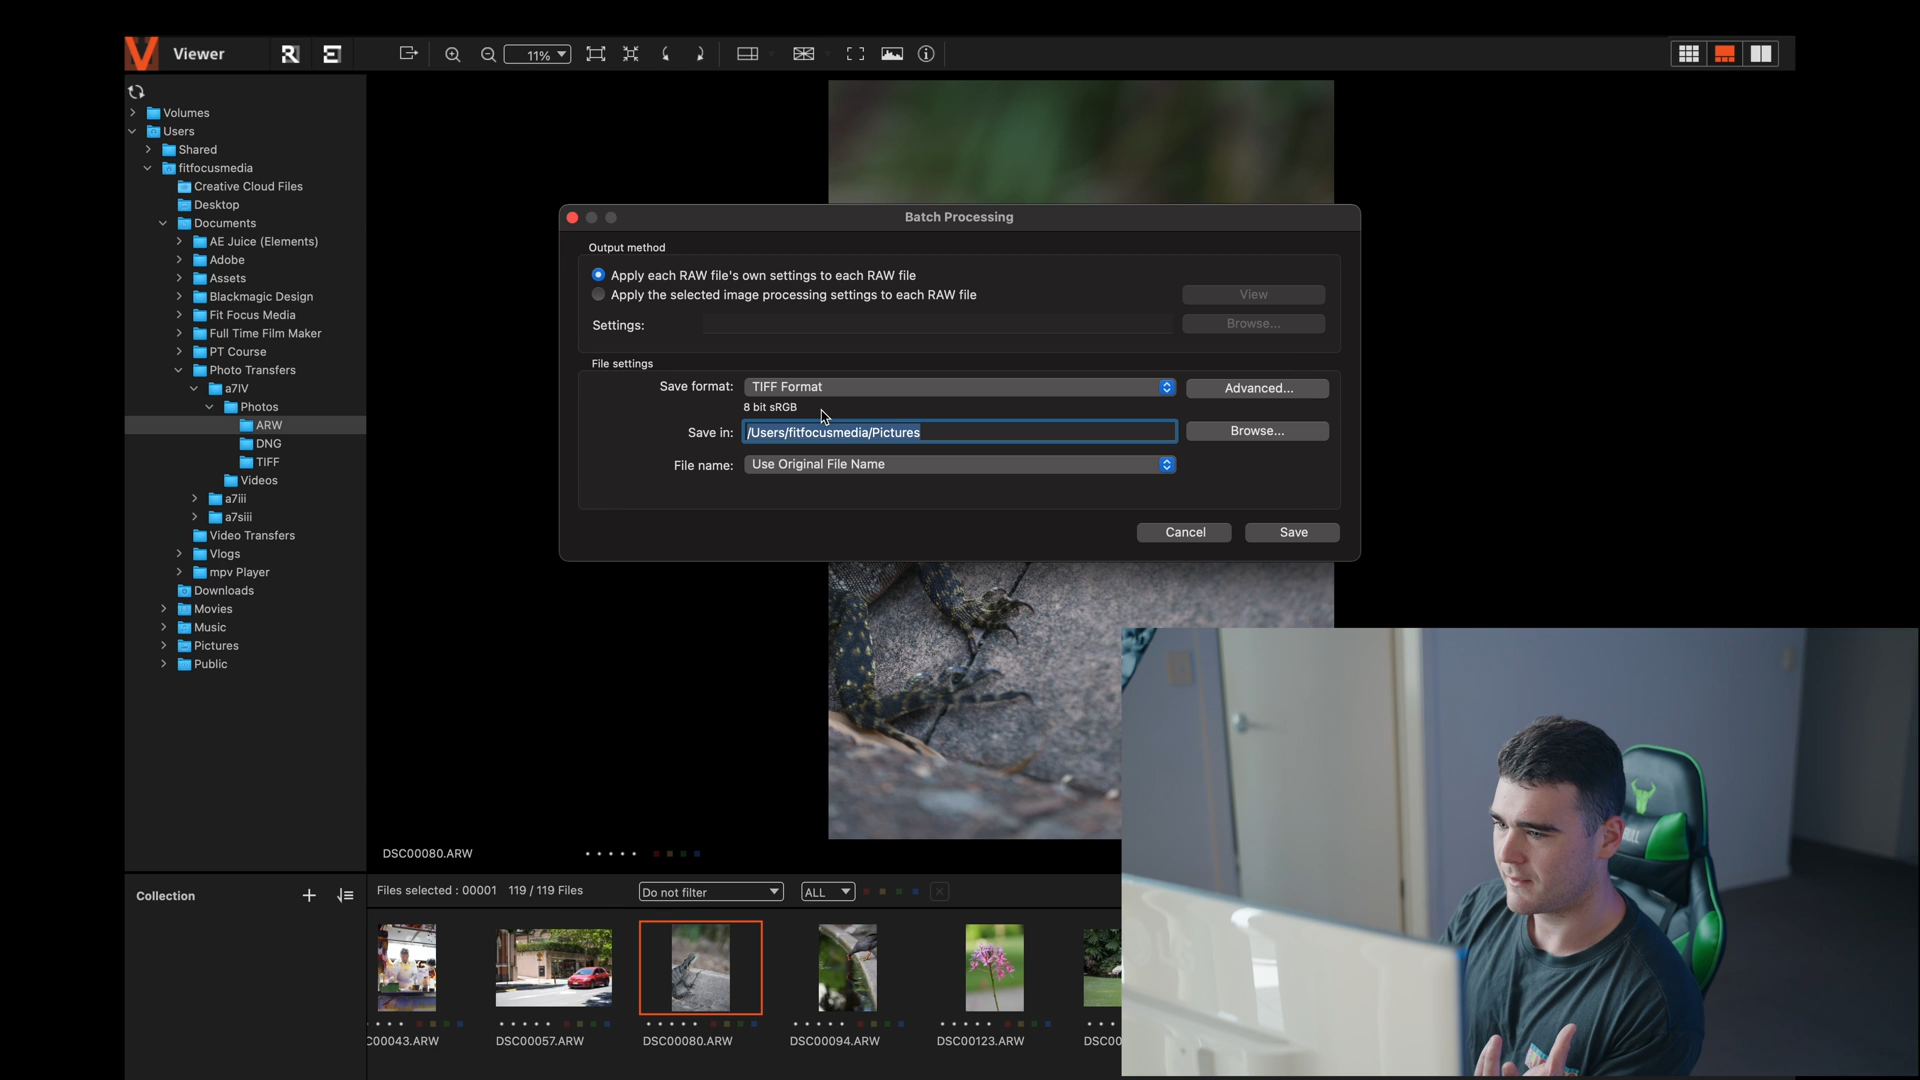 Viewer
11%
Volumes
Users
Shared
fitfocusmedia
Creative Cloud Files
Desktop
Documents
AE Juice (Elements)
Adobe
Assets
Blackmagic Design
Fit Focus Media
Full Time Film Maker
PT Course
Photo Transfers
a7IV
Photos
ARW
DNG
TIFF
Videos
a7iii
a7siii
Video Transfers
Vlogs
mpv Player
Downloads
Movies
Music
Pictures
Public
Batch Processing
Output method
Apply each RAW file's own settings to each RAW file
Apply the selected image processing settings to each RAW file
View
Settings:
Browse...
File settings
Save format: TIFF Format Advanced...
8 bit sRGB
Save in: /Users/fitfocusmedia/Pictures Browse...
File name: Use Original File Name
Cancel Save
DSC00080.ARW
Collection
Files selected : 00001 119 / 119 Files Do not filter ALL
C00043.ARW DSC00057.ARW DSC00080.ARW DSC00094.ARW DSC00123.ARW DSC00